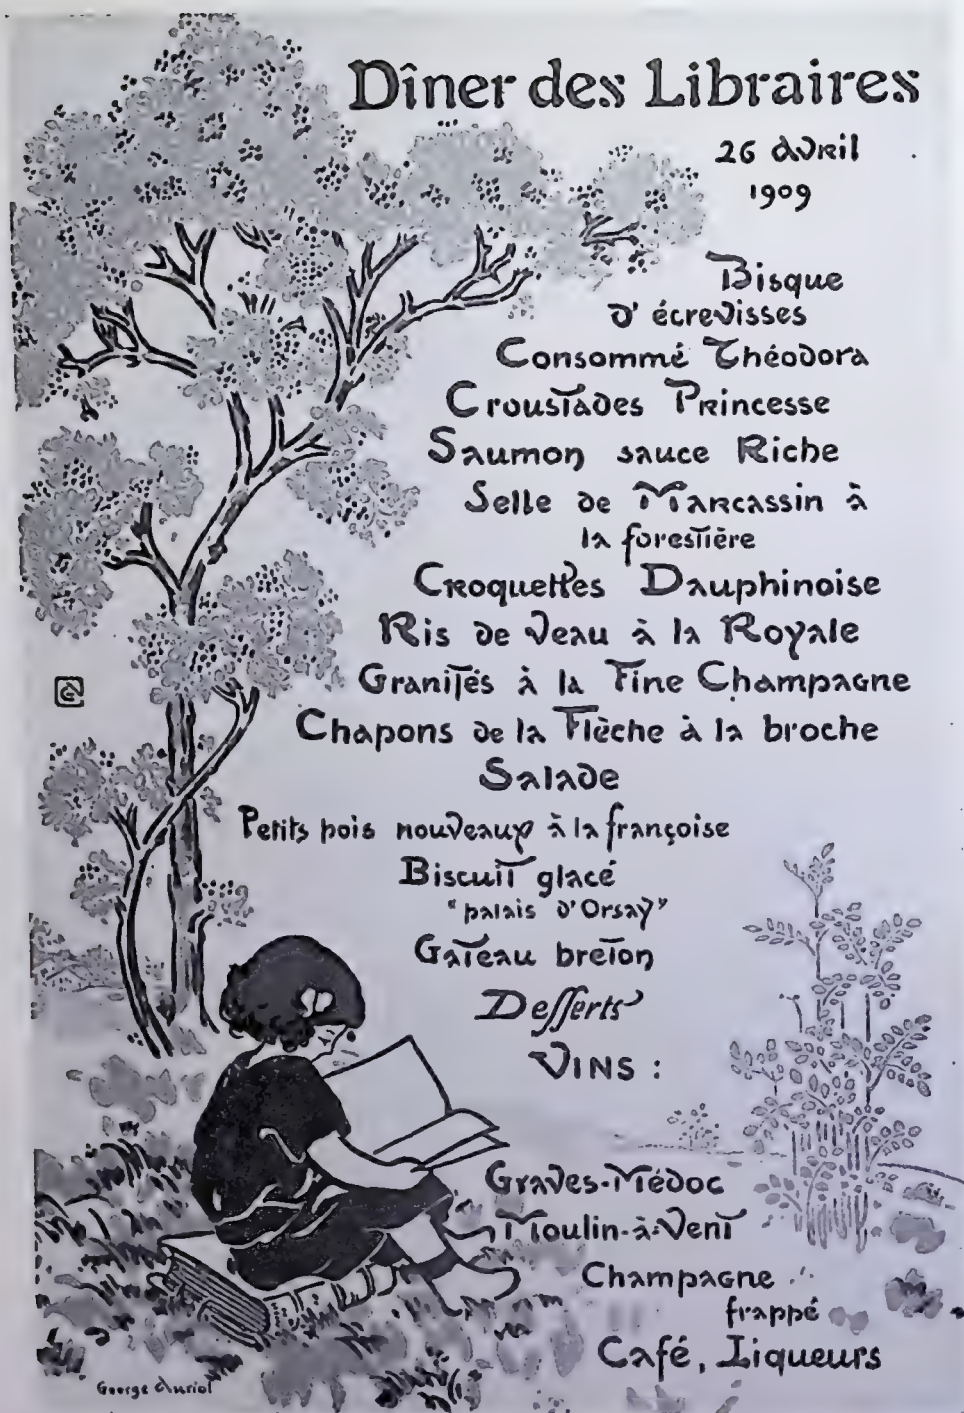 Dîner des Libraires
26 Avril
1909
Bisque
d'écrevisses
Consommé Théodora
Croustades Princesse
Saumon sauce Riche
Selle de Marcassin à
la forestière
Croquettes Dauphinoise
Ris de veau à la Royale
Granités à la Fine Champagne
Chapons de la Flèche à la broche
Salade
Petits pois nouveaux à la françoise
Biscuit glacé
"palais d'Orsay"
Gateau breton
Desserts
Vins :
Graves-Médoc
Moulin-à-Vent
Champagne
frappé
Café, Liqueurs
George Auriol